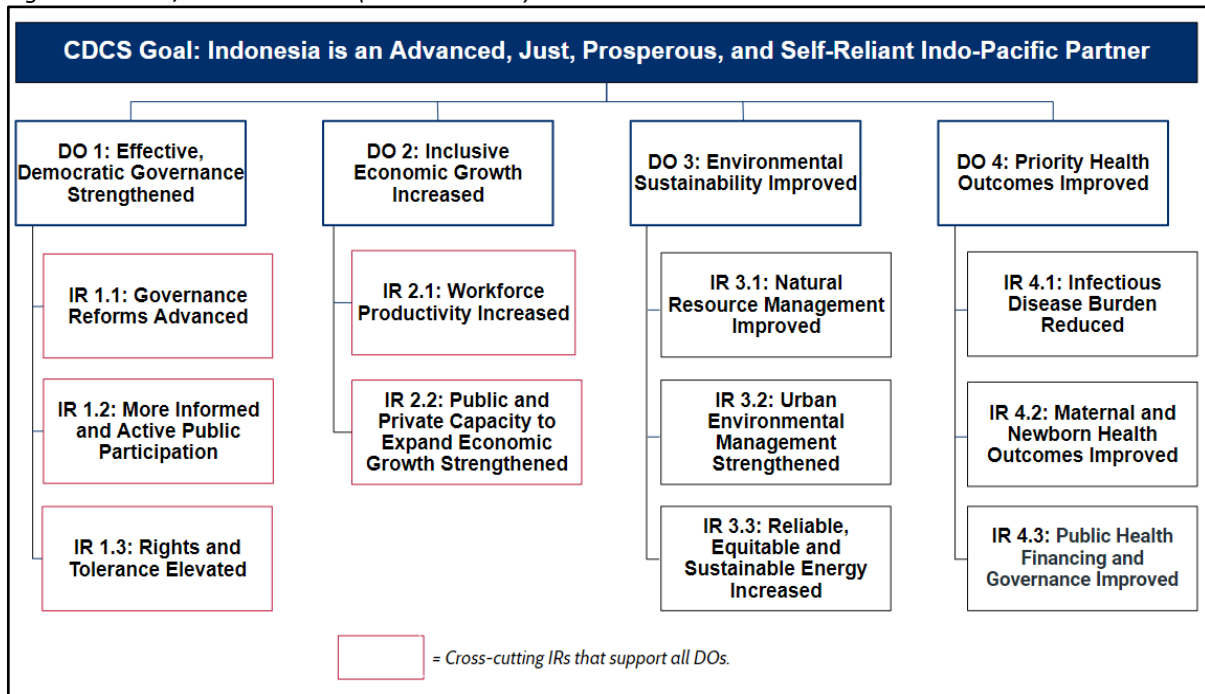 CDCS Goal: Indonesia is an Advanced, Just, Prosperous, and Self-Reliant Indo-Pacific Partner
DO 1: Effective,
Democratic Governance
Strengthened
DO 2: Inclusive
Economic Growth
Increased
DO 3: Environmental
Sustainability Improved
DO 4: Priority Health
Outcomes Improved
IR 1.1: Governance
Reforms Advanced
IR 1.2: More Informed
and Active Public
Participation
IR 1.3: Rights and
Tolerance Elevated
IR 2.1: Workforce
Productivity Increased
IR 2.2: Public and
Private Capacity to
Expand Economic
Growth Strengthened
IR 3.1: Natural
Resource Management
Improved
IR 3.2: Urban
Environmental
Management
Strengthened
IR 3.3: Reliable,
Equitable and
Sustainable Energy
Increased
IR 4.1: Infectious
Disease Burden
Reduced
IR 4.2: Maternal and
Newborn Health
Outcomes Improved
IR 4.3: Public Health
Financing and
Governance Improved
= Cross-cutting IRs that support all DOs.